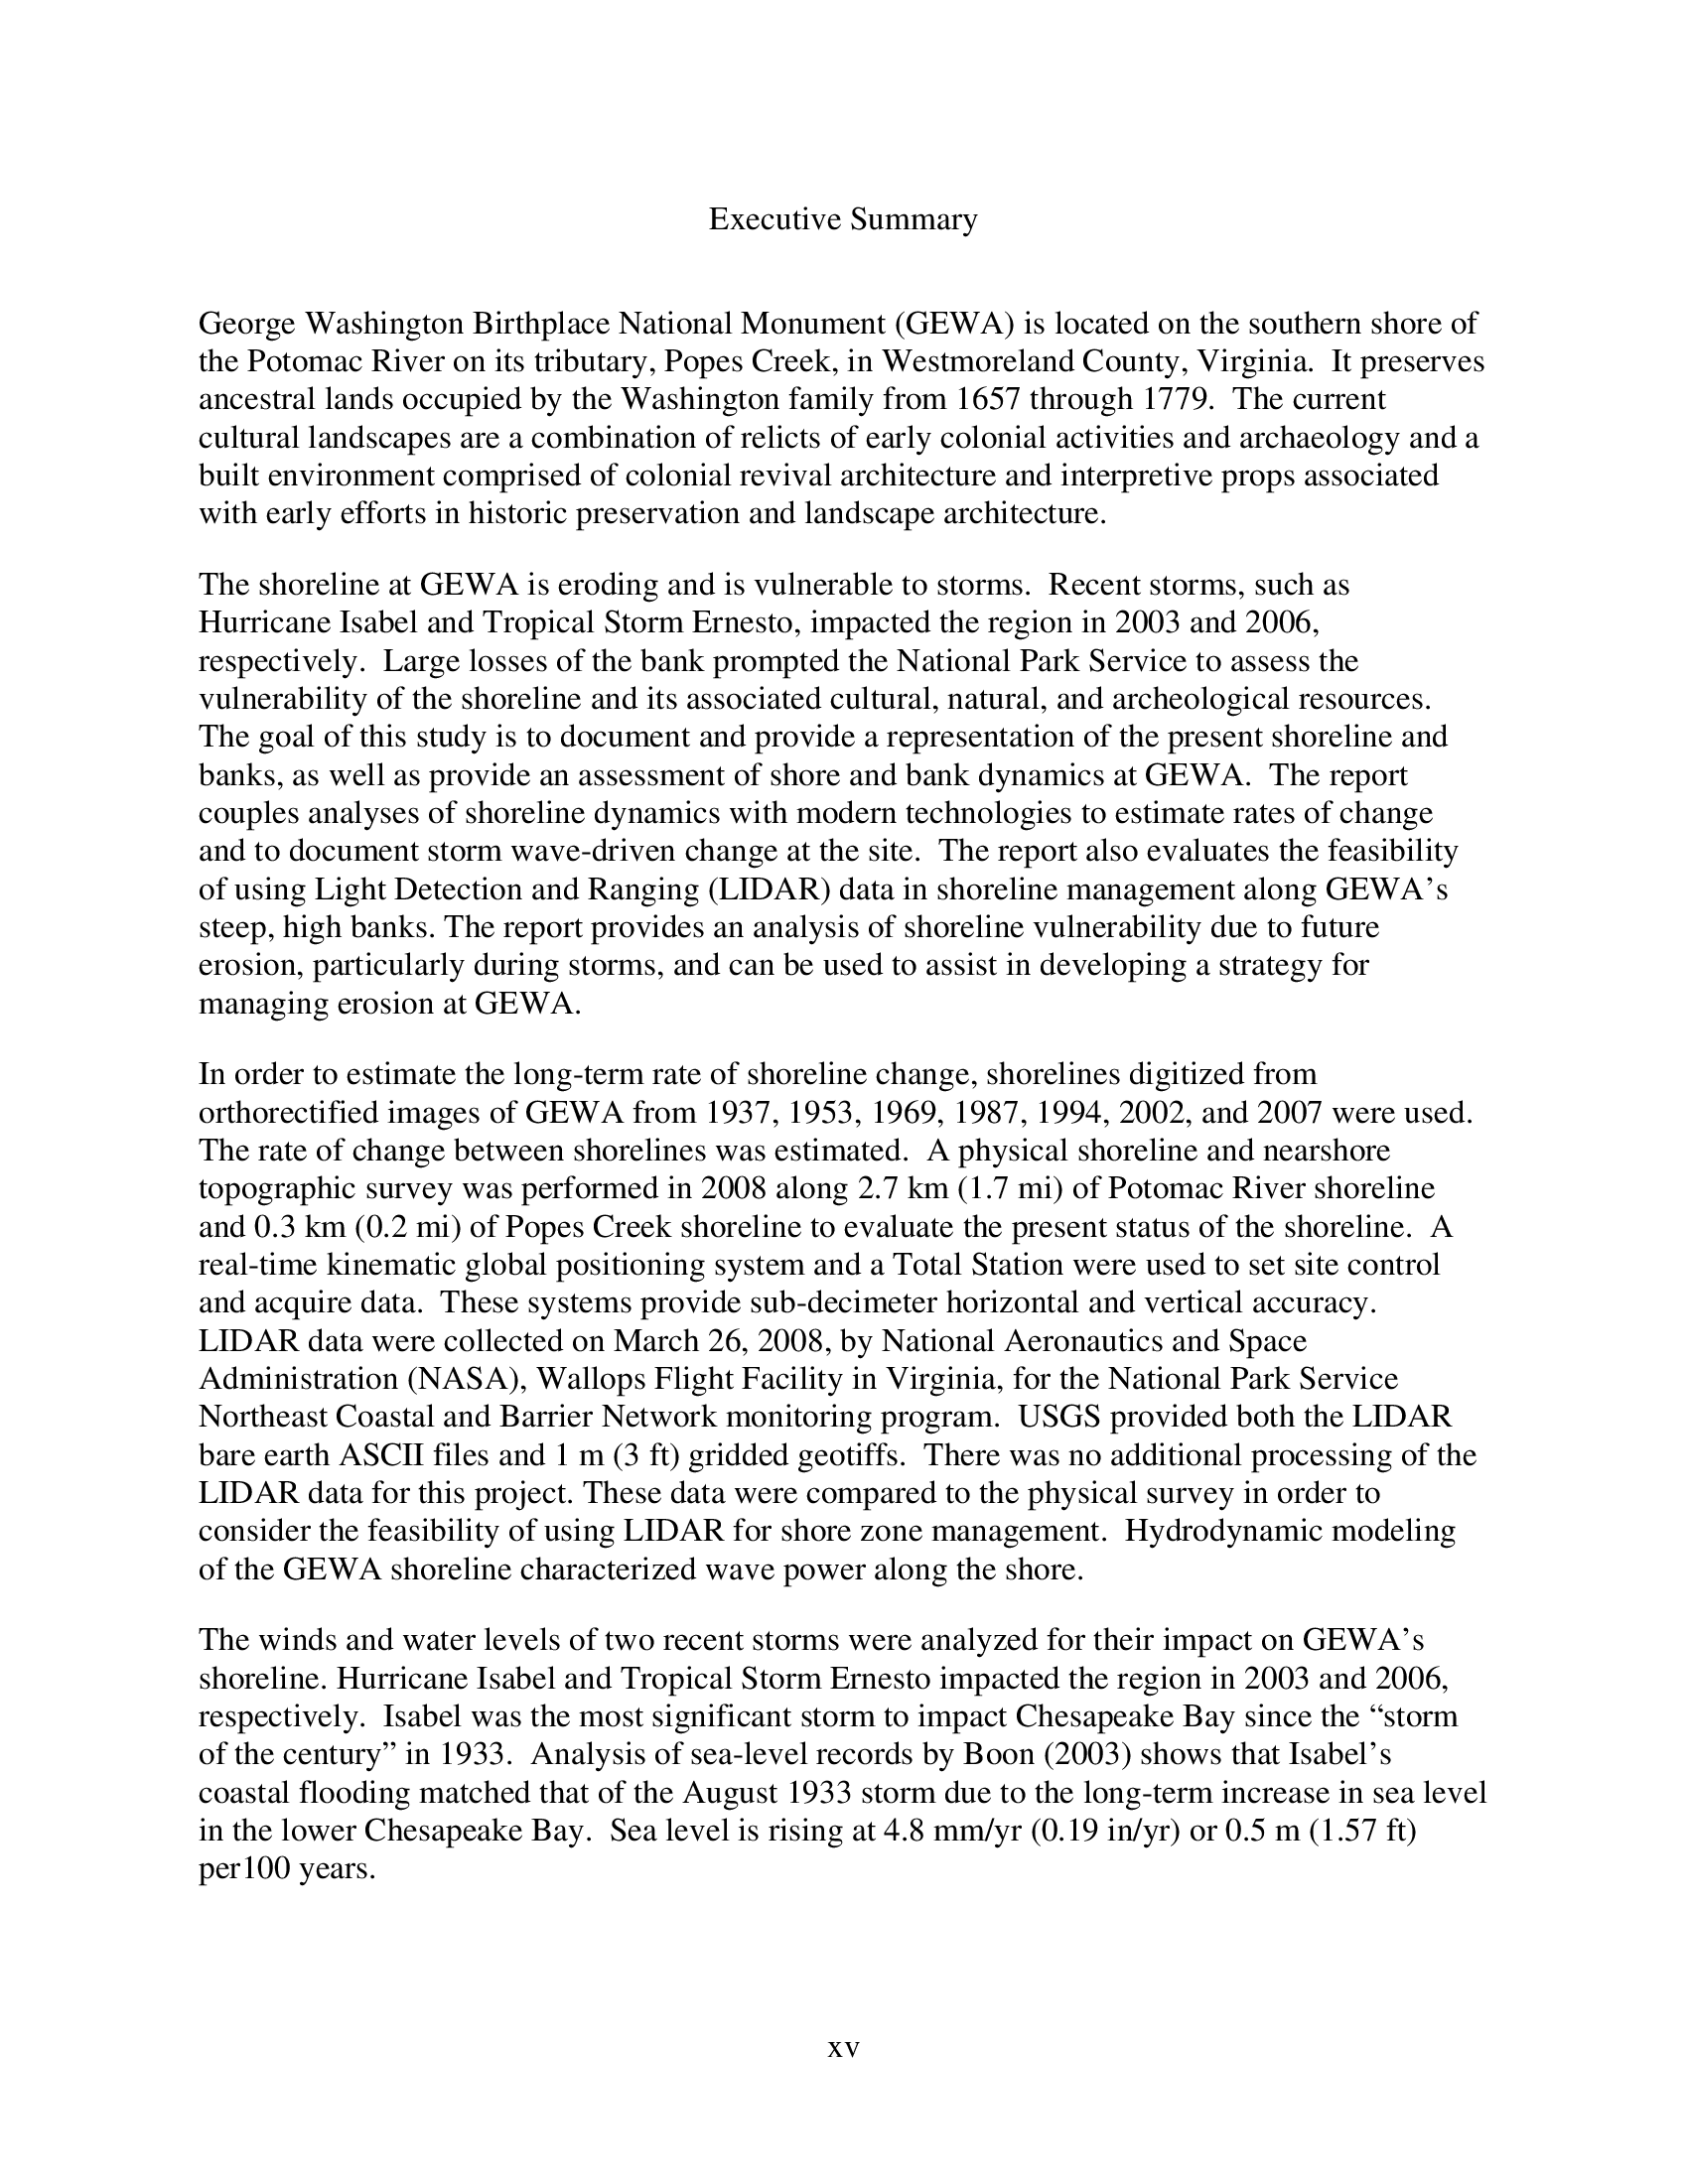 Executive Summary
George Washington Birthplace National Monument (GEWA) is located on the southern shore of
the Potomac River on its tributary, Popes Creek, in Westmoreland County, Virginia.  It preserves
ancestral lands occupied by the Washington family from 1657 through 1779.  The current
cultural landscapes are a combination of relicts of early colonial activities and archaeology and a
built environment comprised of colonial revival architecture and interpretive props associated
with early efforts in historic preservation and landscape architecture.
The shoreline at GEWA is eroding and is vulnerable to storms.  Recent storms, such as
Hurricane Isabel and Tropical Storm Ernesto, impacted the region in 2003 and 2006,
respectively.  Large losses of the bank prompted the National Park Service to assess the
vulnerability of the shoreline and its associated cultural, natural, and archeological resources.
The goal of this study is to document and provide a representation of the present shoreline and
banks, as well as provide an assessment of shore and bank dynamics at GEWA.  The report
couples analyses of shoreline dynamics with modern technologies to estimate rates of change
and to document storm wave-driven change at the site.  The report also evaluates the feasibility
of using Light Detection and Ranging (LIDAR) data in shoreline management along GEWA’s
steep, high banks. The report provides an analysis of shoreline vulnerability due to future
erosion, particularly during storms, and can be used to assist in developing a strategy for
managing erosion at GEWA.
In order to estimate the long-term rate of shoreline change, shorelines digitized from
orthorectified images of GEWA from 1937, 1953, 1969, 1987, 1994, 2002, and 2007 were used.
The rate of change between shorelines was estimated.  A physical shoreline and nearshore
topographic survey was performed in 2008 along 2.7 km (1.7 mi) of Potomac River shoreline
and 0.3 km (0.2 mi) of Popes Creek shoreline to evaluate the present status of the shoreline.  A
real-time kinematic global positioning system and a Total Station were used to set site control
and acquire data.  These systems provide sub-decimeter horizontal and vertical accuracy.
LIDAR data were collected on March 26, 2008, by National Aeronautics and Space
Administration (NASA), Wallops Flight Facility in Virginia, for the National Park Service
Northeast Coastal and Barrier Network monitoring program.  USGS provided both the LIDAR
bare earth ASCII files and 1 m (3 ft) gridded geotiffs.  There was no additional processing of the
LIDAR data for this project. These data were compared to the physical survey in order to
consider the feasibility of using LIDAR for shore zone management.  Hydrodynamic modeling
of the GEWA shoreline characterized wave power along the shore.
The winds and water levels of two recent storms were analyzed for their impact on GEWA’s
shoreline. Hurricane Isabel and Tropical Storm Ernesto impacted the region in 2003 and 2006,
respectively.  Isabel was the most significant storm to impact Chesapeake Bay since the “storm
of the century” in 1933.  Analysis of sea-level records by Boon (2003) shows that Isabel’s
coastal flooding matched that of the August 1933 storm due to the long-term increase in sea level
in the lower Chesapeake Bay.  Sea level is rising at 4.8 mm/yr (0.19 in/yr) or 0.5 m (1.57 ft)
per100 years.
xv